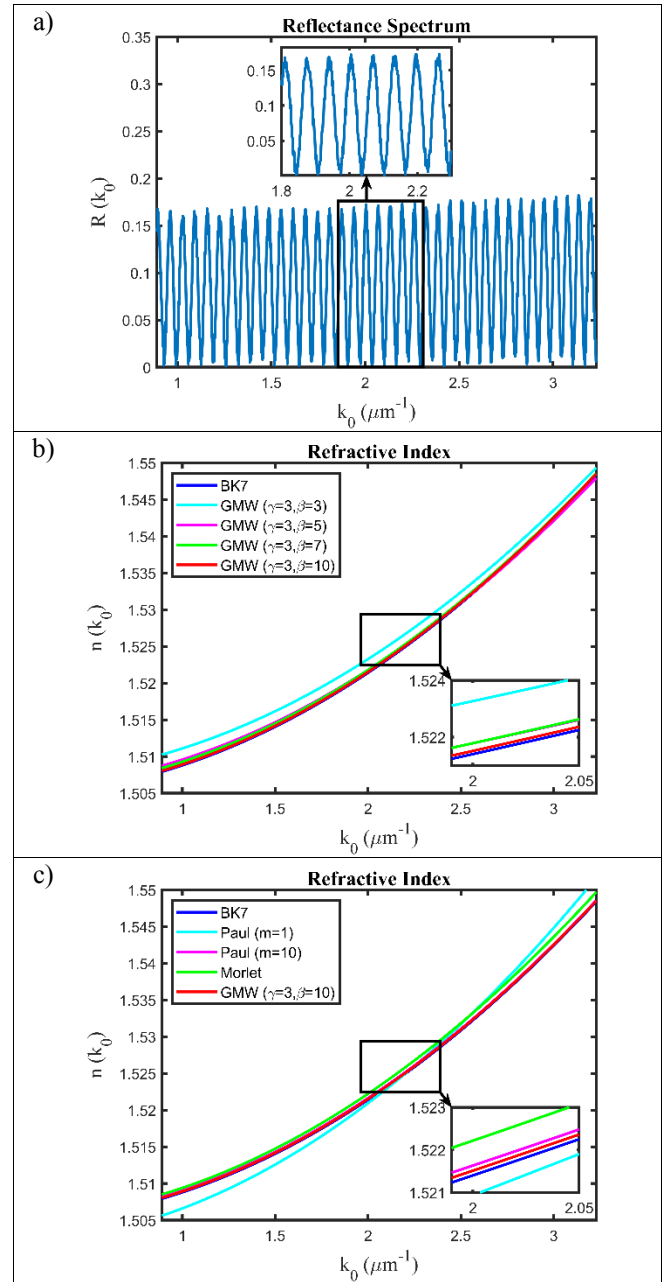 a)
Reflectance Spectrum
0.35
0.3
0.25
0.2
0.15
0.1
0.05
0
R (k₀)
0.15
0.1
0.05
1.8 2 2.2
1 1.5 2 2.5 3
k₀ (μm⁻¹)
b)
Refractive Index
1.55
1.545
1.54
1.535
1.53
1.525
1.52
1.515
1.51
1.505
n (k₀)
BK7
GMW (γ=3,β=3)
GMW (γ=3,β=5)
GMW (γ=3,β=7)
GMW (γ=3,β=10)
1.524
1.522
2 2.05
1 1.5 2 2.5 3
k₀ (μm⁻¹)
c)
Refractive Index
1.55
1.545
1.54
1.535
1.53
1.525
1.52
1.515
1.51
1.505
n (k₀)
BK7
Paul (m=1)
Paul (m=10)
Morlet
GMW (γ=3,β=10)
1.523
1.522
1.521
2 2.05
1 1.5 2 2.5 3
k₀ (μm⁻¹)